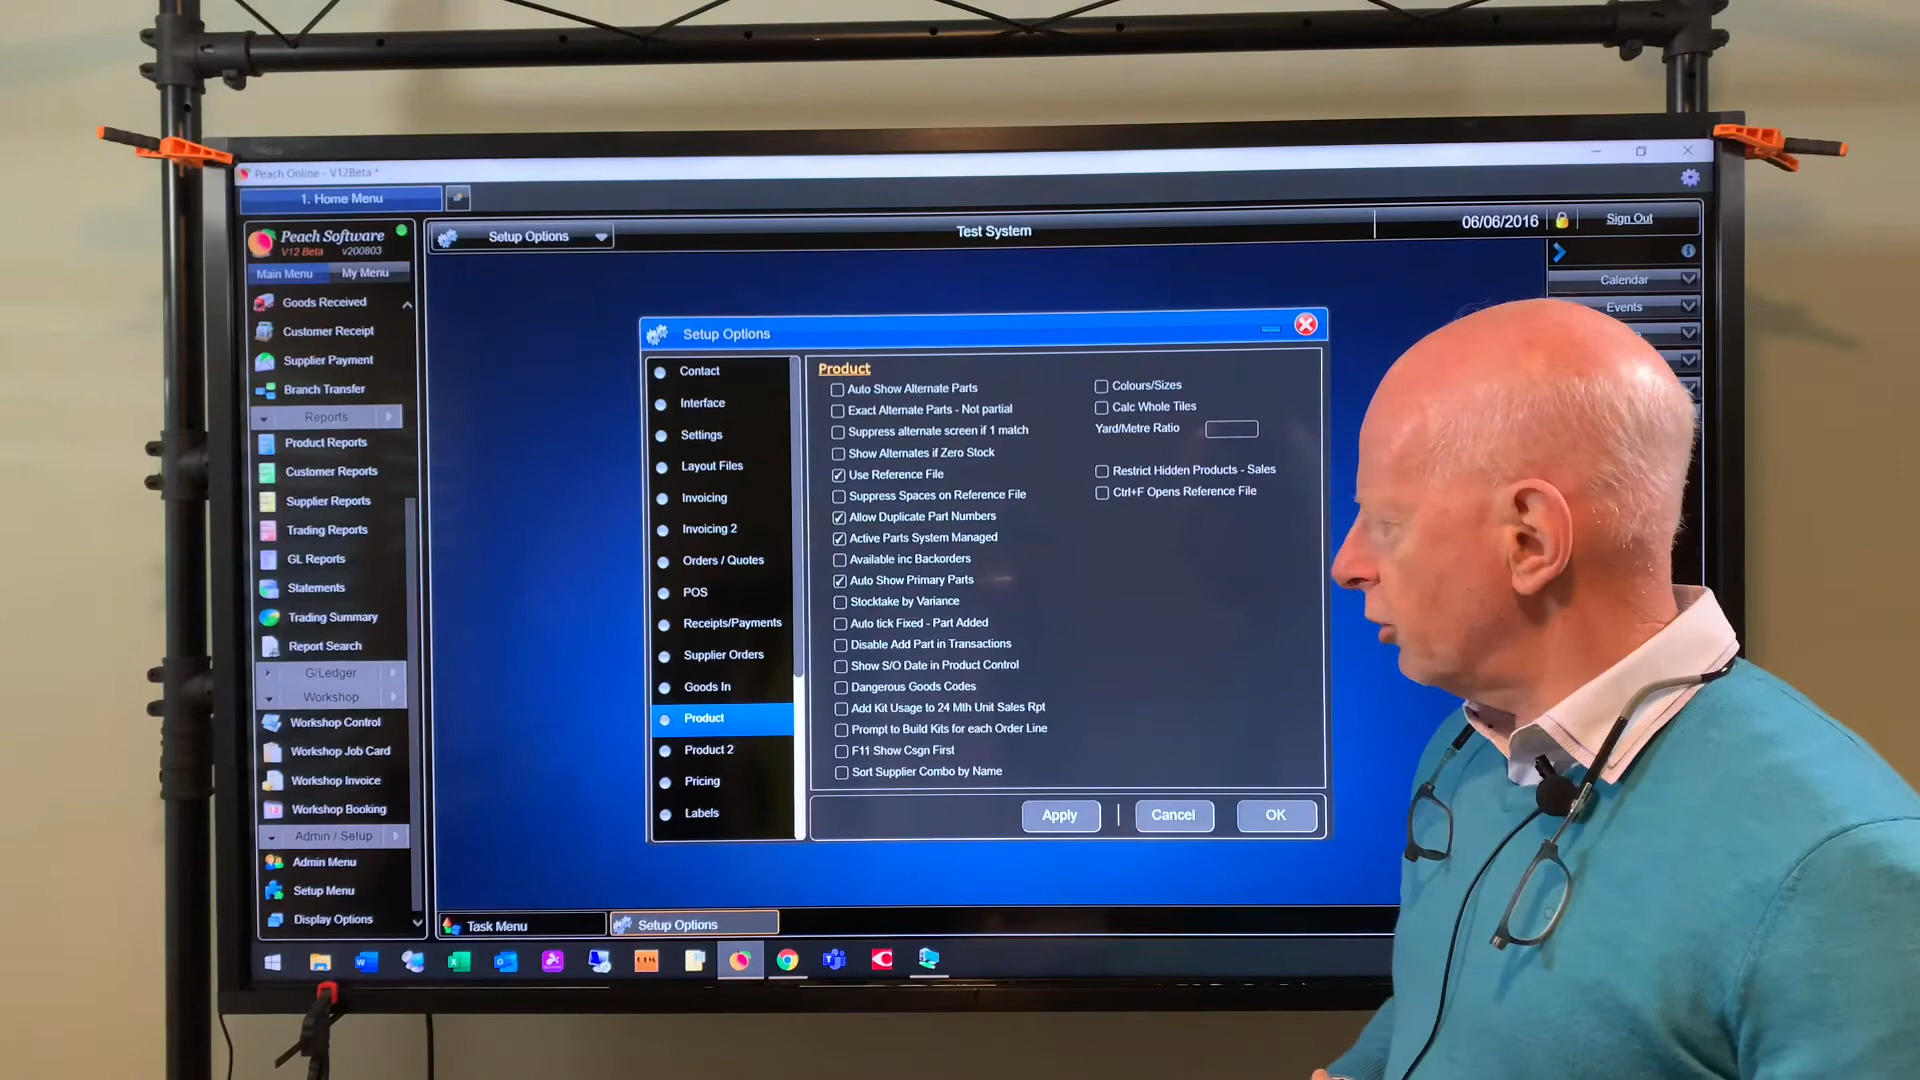 Peach Online - V12Beta *
1. Home Menu
Peach Software
V12 Beta v200803
Main Menu My Menu
Goods Received
Customer Receipt
Supplier Payment
Branch Transfer
Reports
Product Reports
Customer Reports
Supplier Reports
Trading Reports
GL Reports
Statements
Trading Summary
Report Search
G/Ledger
Workshop
Workshop Control
Workshop Job Card
Workshop Invoice
Workshop Booking
Admin / Setup
Admin Menu
Setup Menu
Display Options
Setup Options
Test System
06/06/2016
Sign Out
Calendar
Events
Setup Options
Contact
Interface
Settings
Layout Files
Invoicing
Invoicing 2
Orders / Quotes
POS
Receipts/Payments
Supplier Orders
Goods In
Product
Product 2
Pricing
Labels
Product
Auto Show Alternate Parts
Exact Alternate Parts - Not partial
Suppress alternate screen if 1 match
Show Alternates if Zero Stock
Use Reference File
Suppress Spaces on Reference File
Allow Duplicate Part Numbers
Active Parts System Managed
Available inc Backorders
Auto Show Primary Parts
Stocktake by Variance
Auto tick Fixed - Part Added
Disable Add Part in Transactions
Show S/O Date in Product Control
Dangerous Goods Codes
Add Kit Usage to 24 Mth Unit Sales Rpt
Prompt to Build Kits for each Order Line
F11 Show Csgn First
Sort Supplier Combo by Name
Colours/Sizes
Calc Whole Tiles
Yard/Metre Ratio
Restrict Hidden Products - Sales
Ctrl+F Opens Reference File
Apply
Cancel
OK
Task Menu
Setup Options